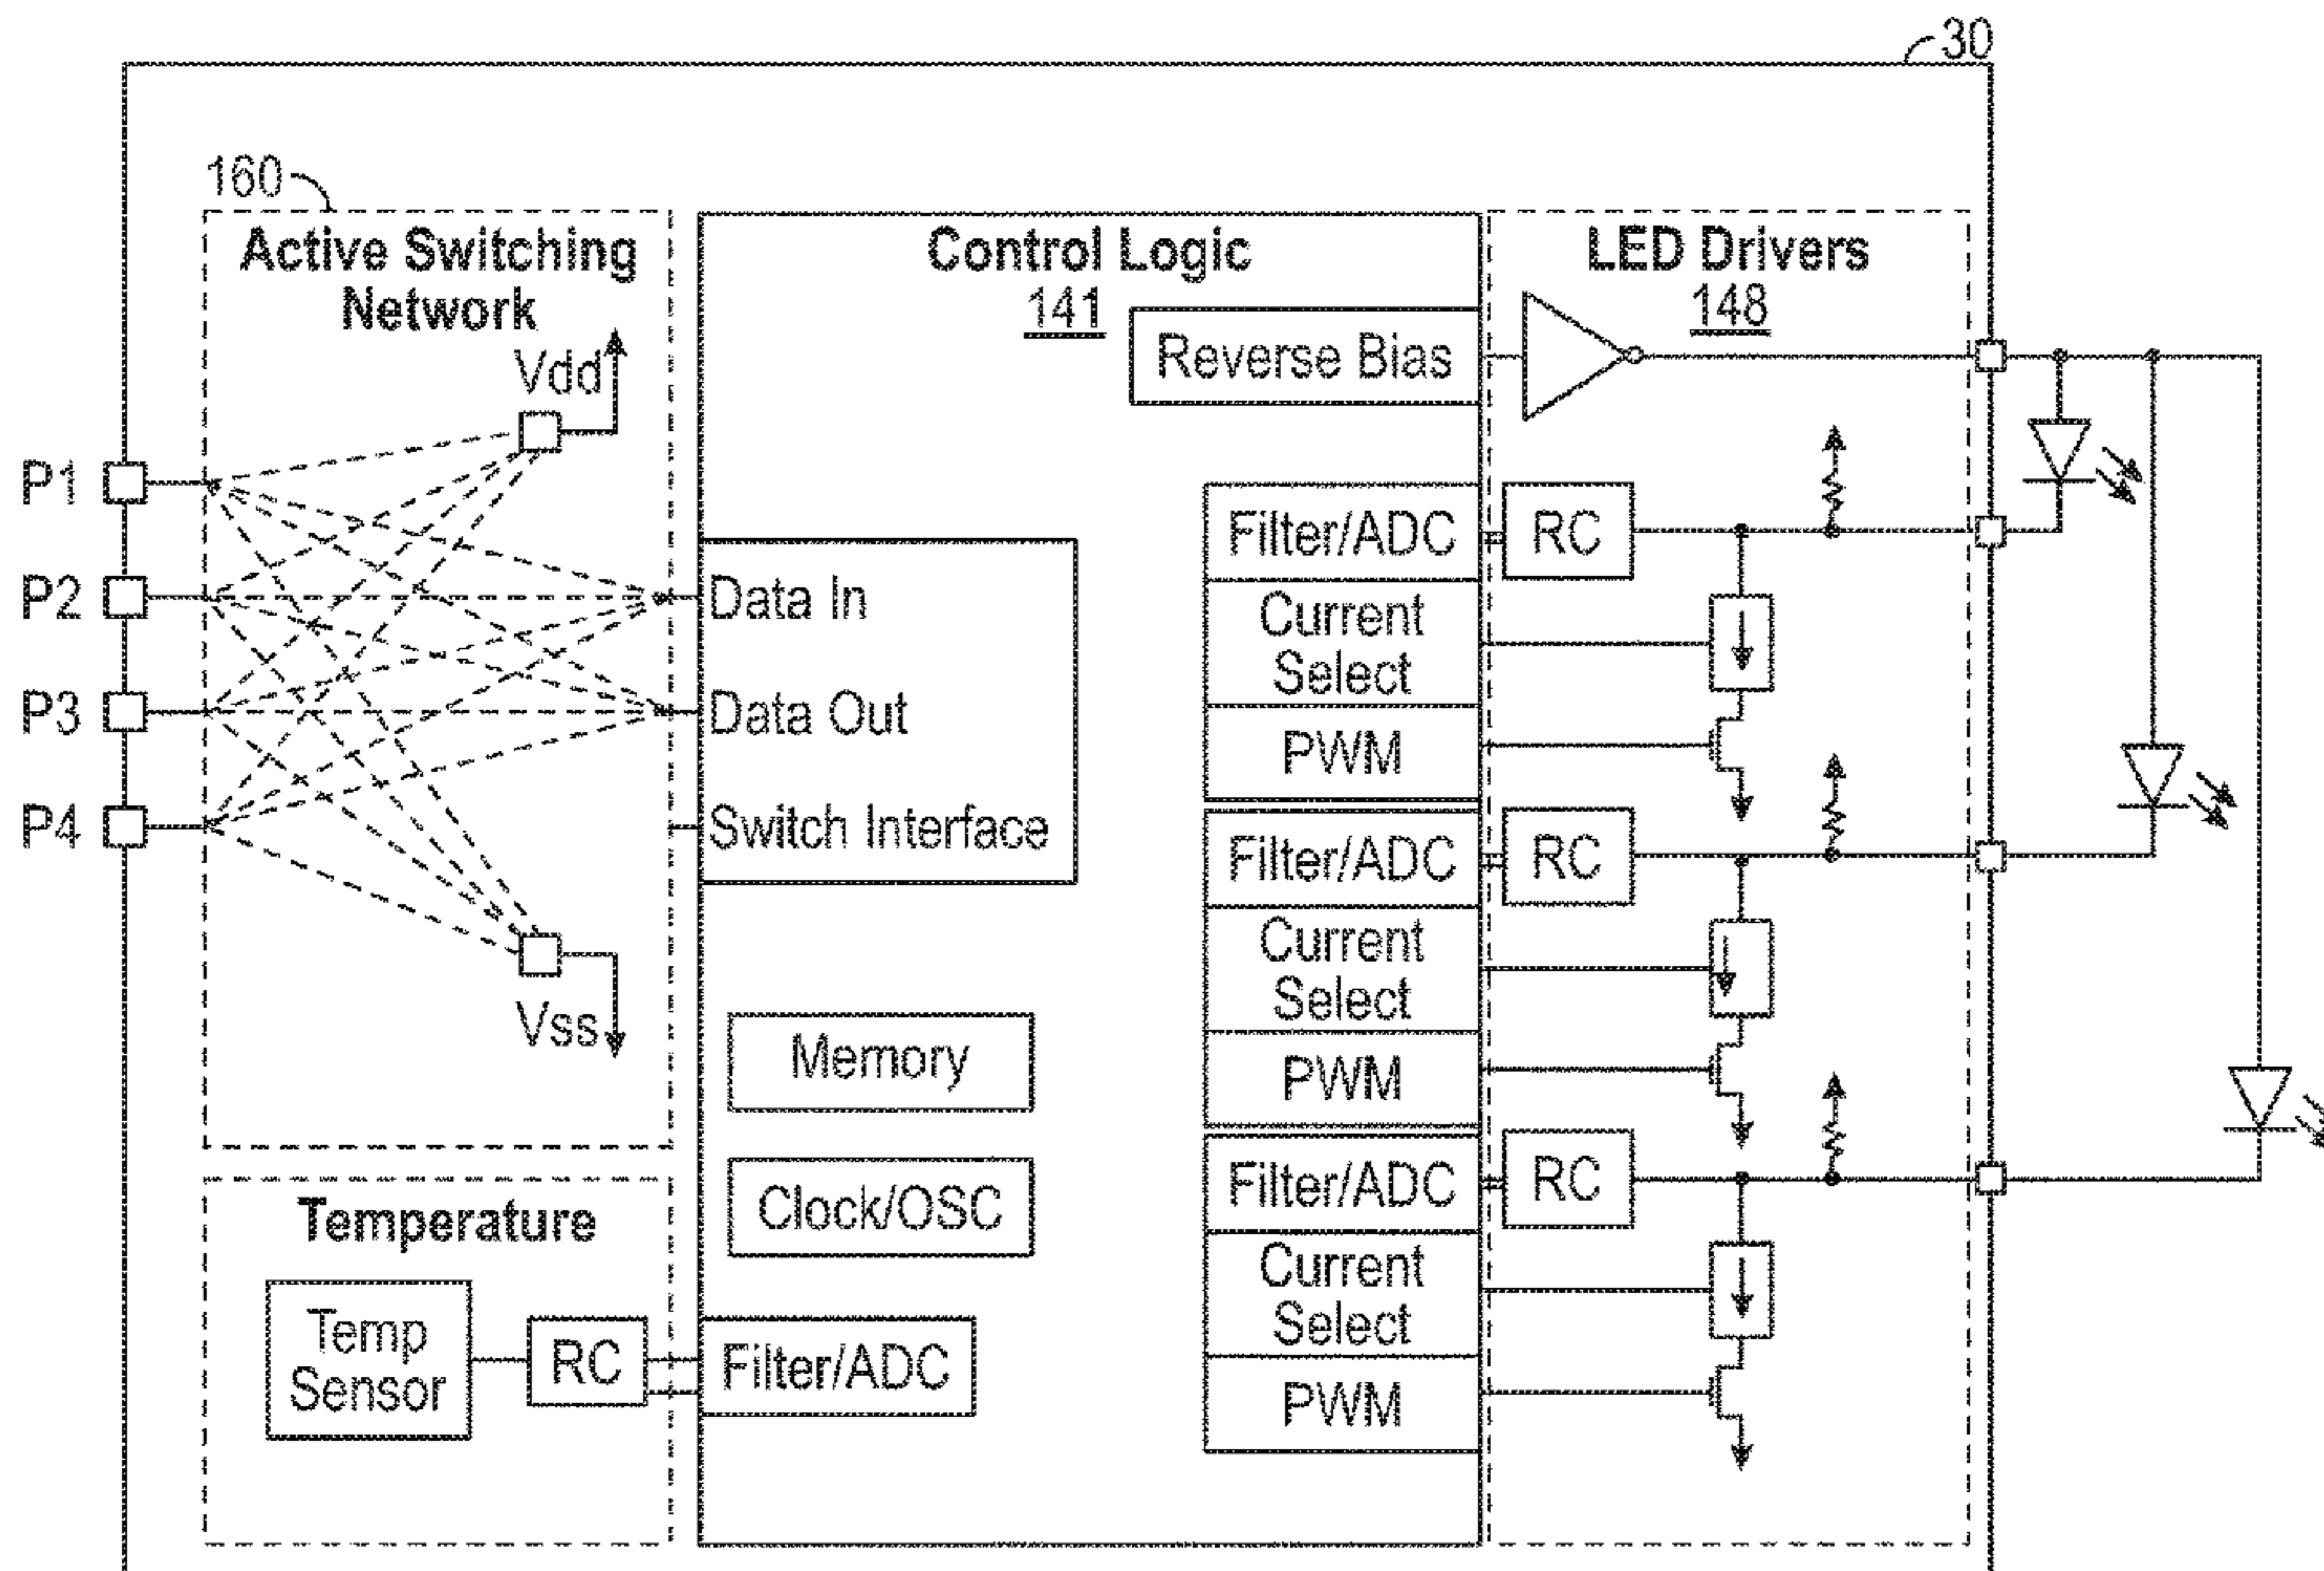 30
160
Active Switching
Network
Vdd
P1
P2
P3
P4
Vss
Temperature
Temp
Sensor
RC
Control Logic
141
Reverse Bias
Data In
Data Out
Switch Interface
Memory
Clock/OSC
Filter/ADC
Filter/ADC
Current
Select
PWM
Filter/ADC
Current
Select
PWM
Filter/ADC
Current
Select
PWM
LED Drivers
148
RC
RC
RC